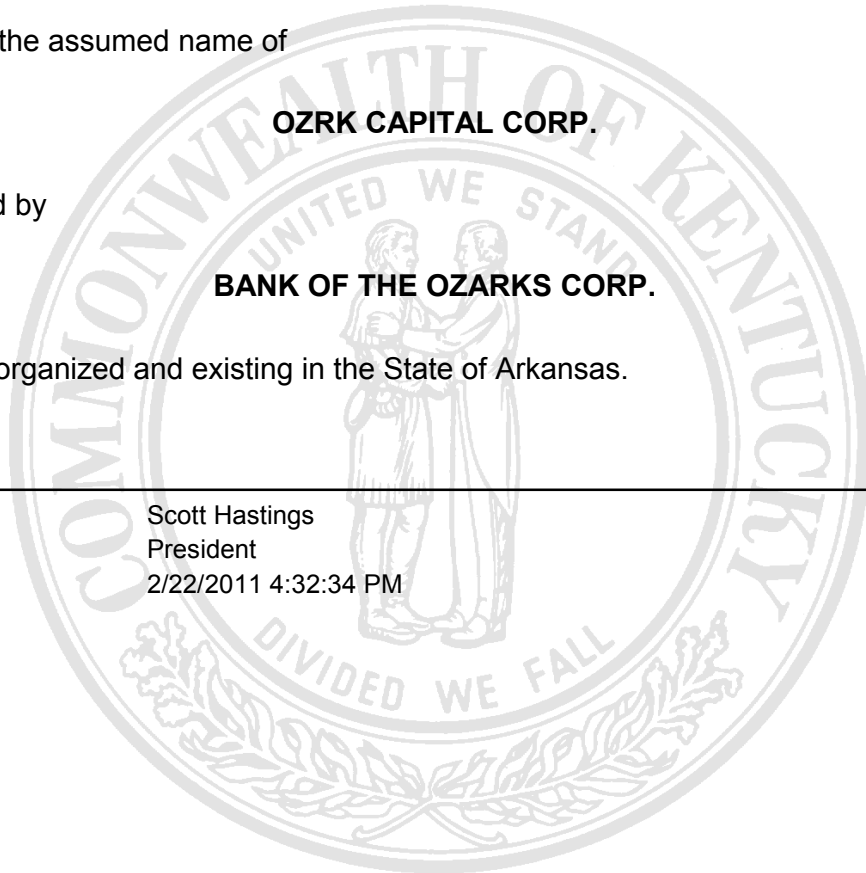 the assumed name of
OZRK CAPITAL CORP.
d by
BANK OF THE OZARKS CORP.
organized and existing in the State of Arkansas.
Scott Hastings
President
2/22/2011 4:32:34 PM
COMMONWEALTH OF KENTUCKY
UNITED WE STAND
DIVIDED WE FALL